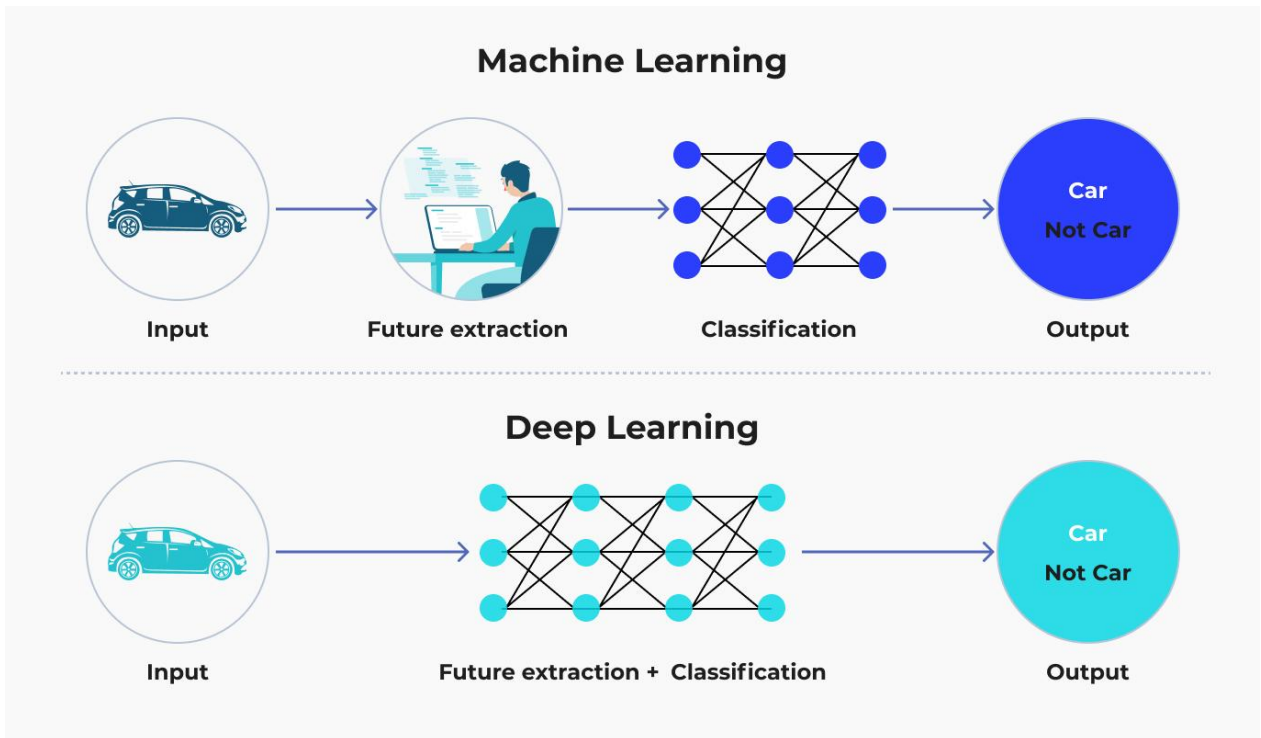 Machine Learning
Car
Not Car
Input
Future extraction
Classification
Output
Deep Learning
Car
Not Car
Input
Future extraction + Classification
Output